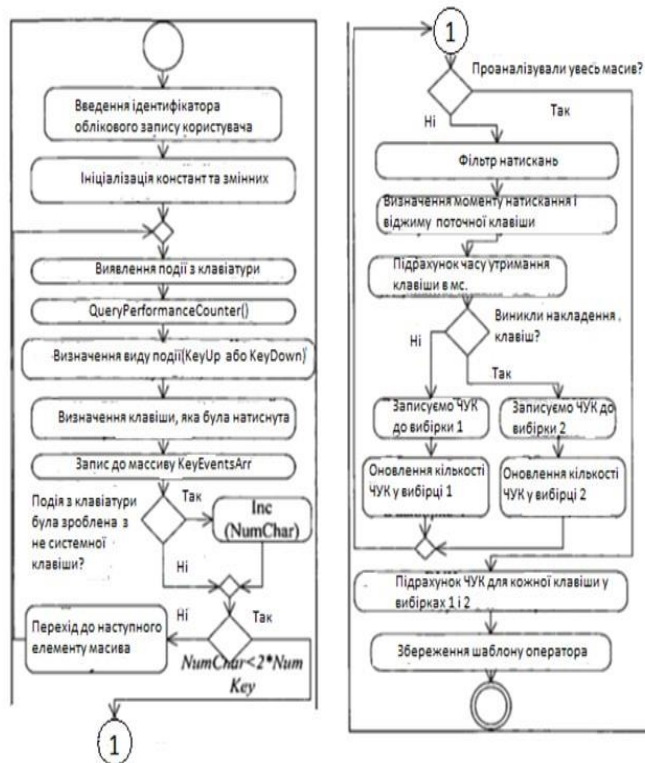 Введення ідентифікатора
облікового запису користувача
Ініціалізація констант та змінних
Виявлення події з клавіатури
QueryPerformanceCounter()
Визначення виду події(KeyUp або KeyDown)
Визначення клавіши, яка була натиснута
Запис до массиву KeyEventsArr
Подія з клавіатури
була зроблена з
не системної
клавіши?
Так
Inc
(NumChar)
Ні
Ні
Так
Перехід до наступного
елементу масива
NumChar<2*Num
Key
1
1
Проаналізували увесь масив?
Ні
Так
Фільтр натискань
Визначення моменту натискання і
віджиму поточної клавіши
Підрахунок часу утримання
клавіши в мс.
Виникли накладення
клавіш?
Ні
Так
Записуємо ЧУК
до вибірки 1
Записуємо ЧУК до
вибірки 2
Оновлення кількості
ЧУК у вибірці 1
Оновлення кількості
ЧУК у вибірці 2
Підрахунок ЧУК для кожної клавіши у
вибірках 1 і 2
Збереження шаблону оператора